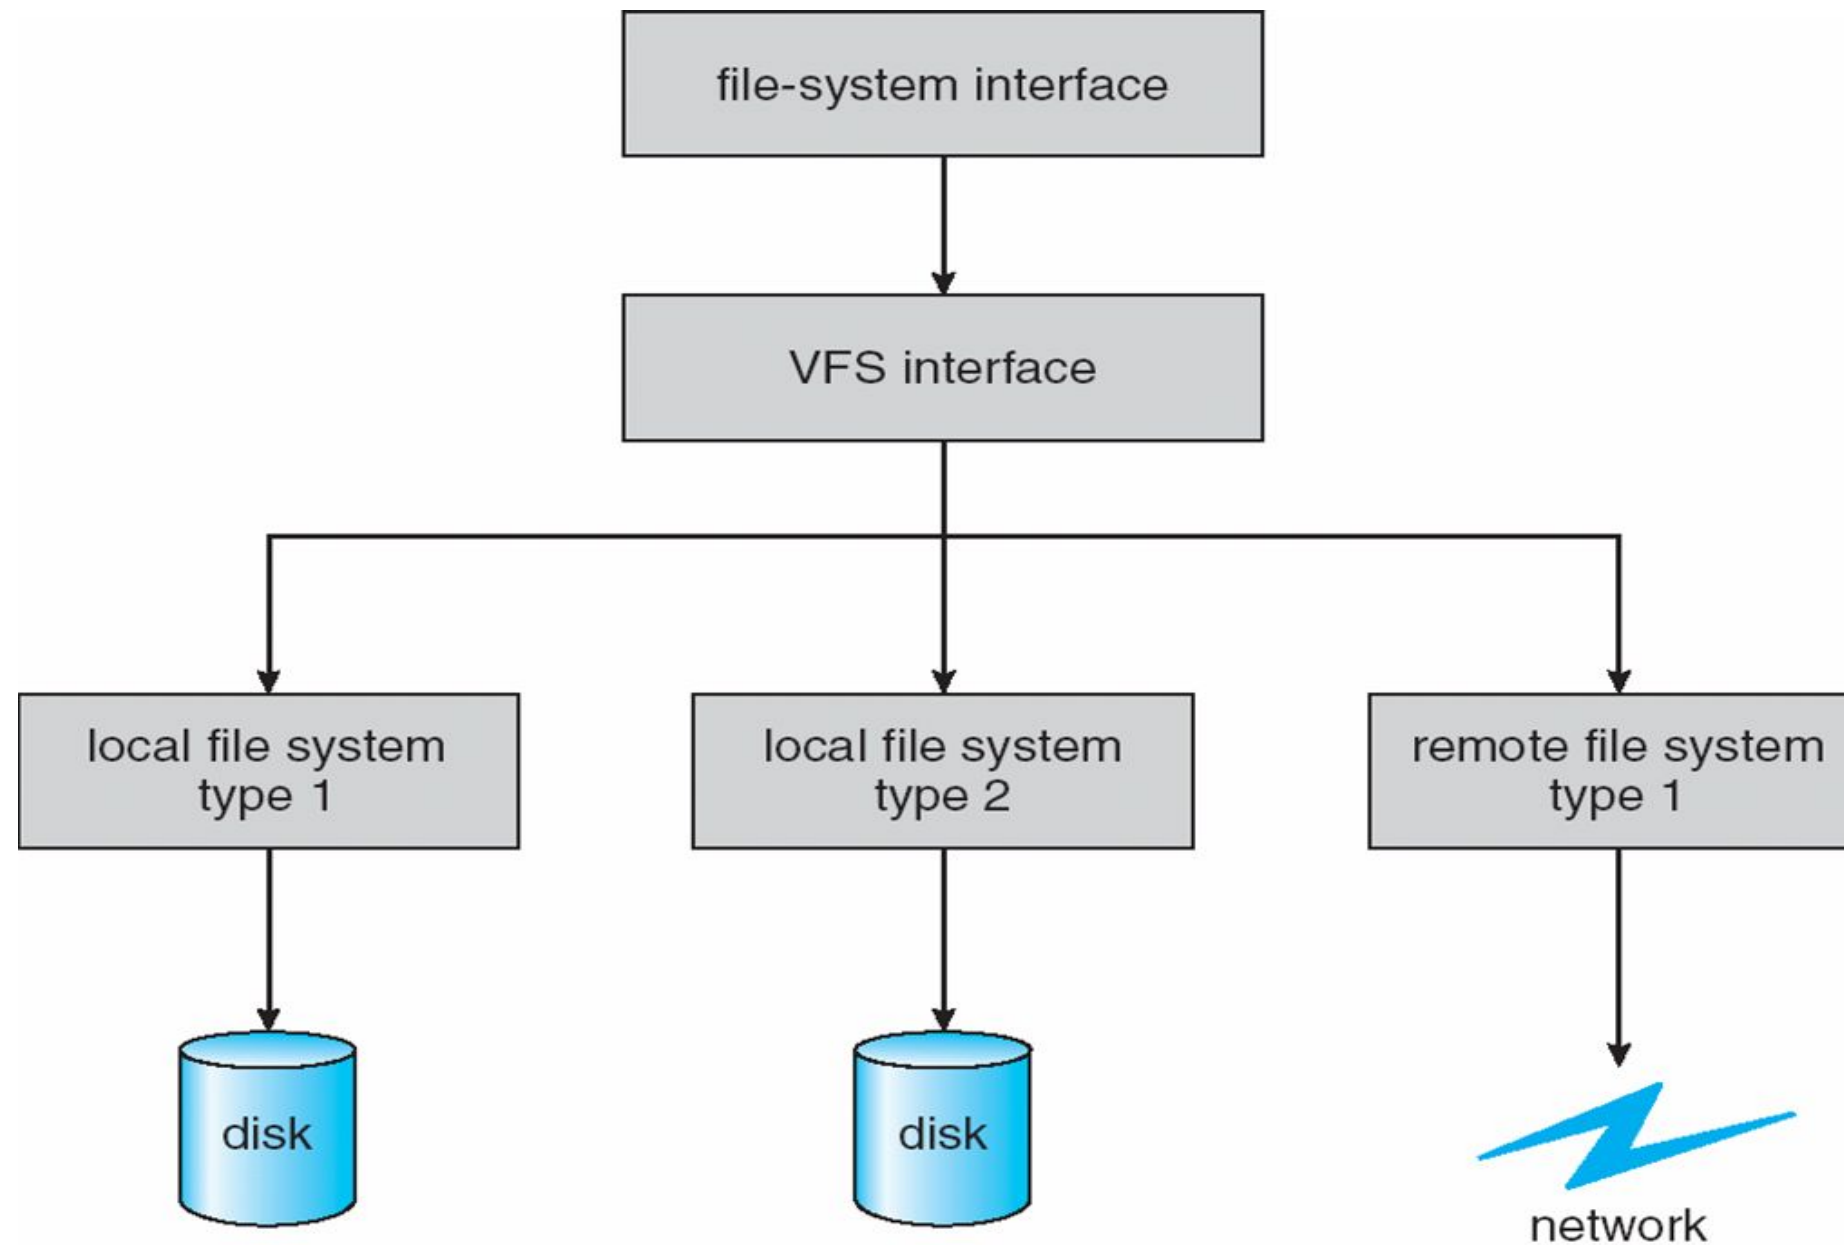 file-system interface
VFS interface
local file system
type 1
local file system
type 2
remote file system
type 1
disk
disk
network